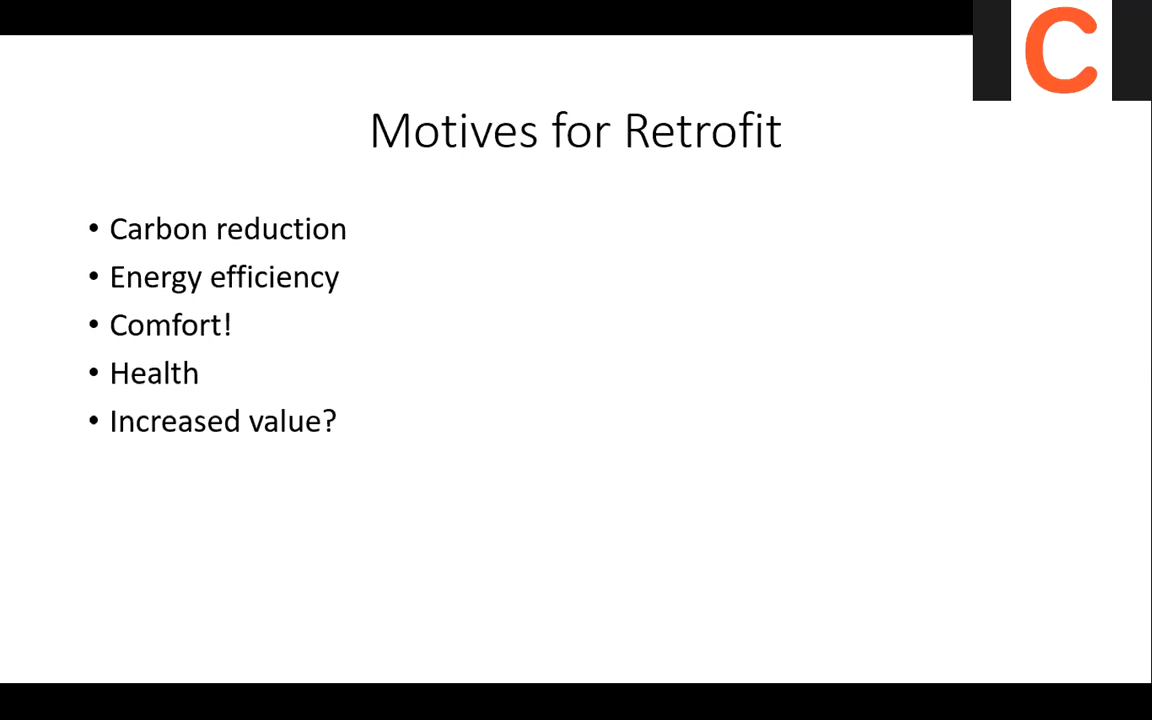 C
Motives for Retrofit
• Carbon reduction
• Energy efficiency
• Comfort!
• Health
• Increased value?